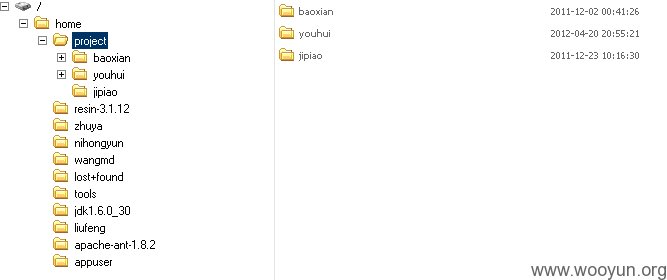 /
home
project
baoxian
youhui
jipiao
resin-3.1.12
zhuya
nihongyun
wangmd
lost+found
tools
jdk1.6.0_30
liufeng
apache-ant-1.8.2
appuser
baoxian 2011-12-02 00:41:26
youhui 2012-04-20 20:55:21
jipiao 2011-12-23 10:16:30
www.wooyun.org